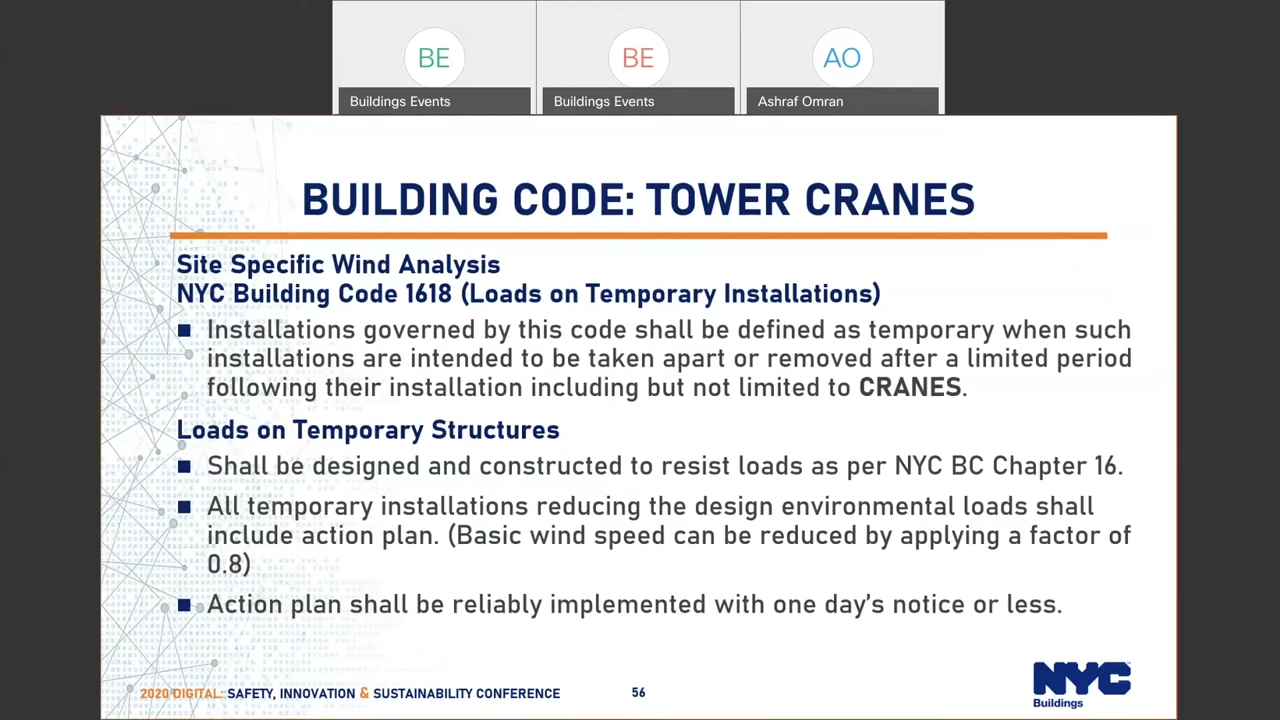 BE
BE
AO
Buildings Events
Buildings Events
Ashraf Omran
BUILDING CODE: TOWER CRANES
Site Specific Wind Analysis
NYC Building Code 1618 (Loads on Temporary Installations)
■ Installations governed by this code shall be defined as temporary when such
installations are intended to be taken apart or removed after a limited period
following their installation including but not limited to CRANES.
Loads on Temporary Structures
■ Shall be designed and constructed to resist loads as per NYC BC Chapter 16.
■ All temporary installations reducing the design environmental loads shall
include action plan. (Basic wind speed can be reduced by applying a factor of
0.8)
■ Action plan shall be reliably implemented with one day's notice or less.
2020 DIGITAL: SAFETY, INNOVATION & SUSTAINABILITY CONFERENCE
56
NYC
Buildings